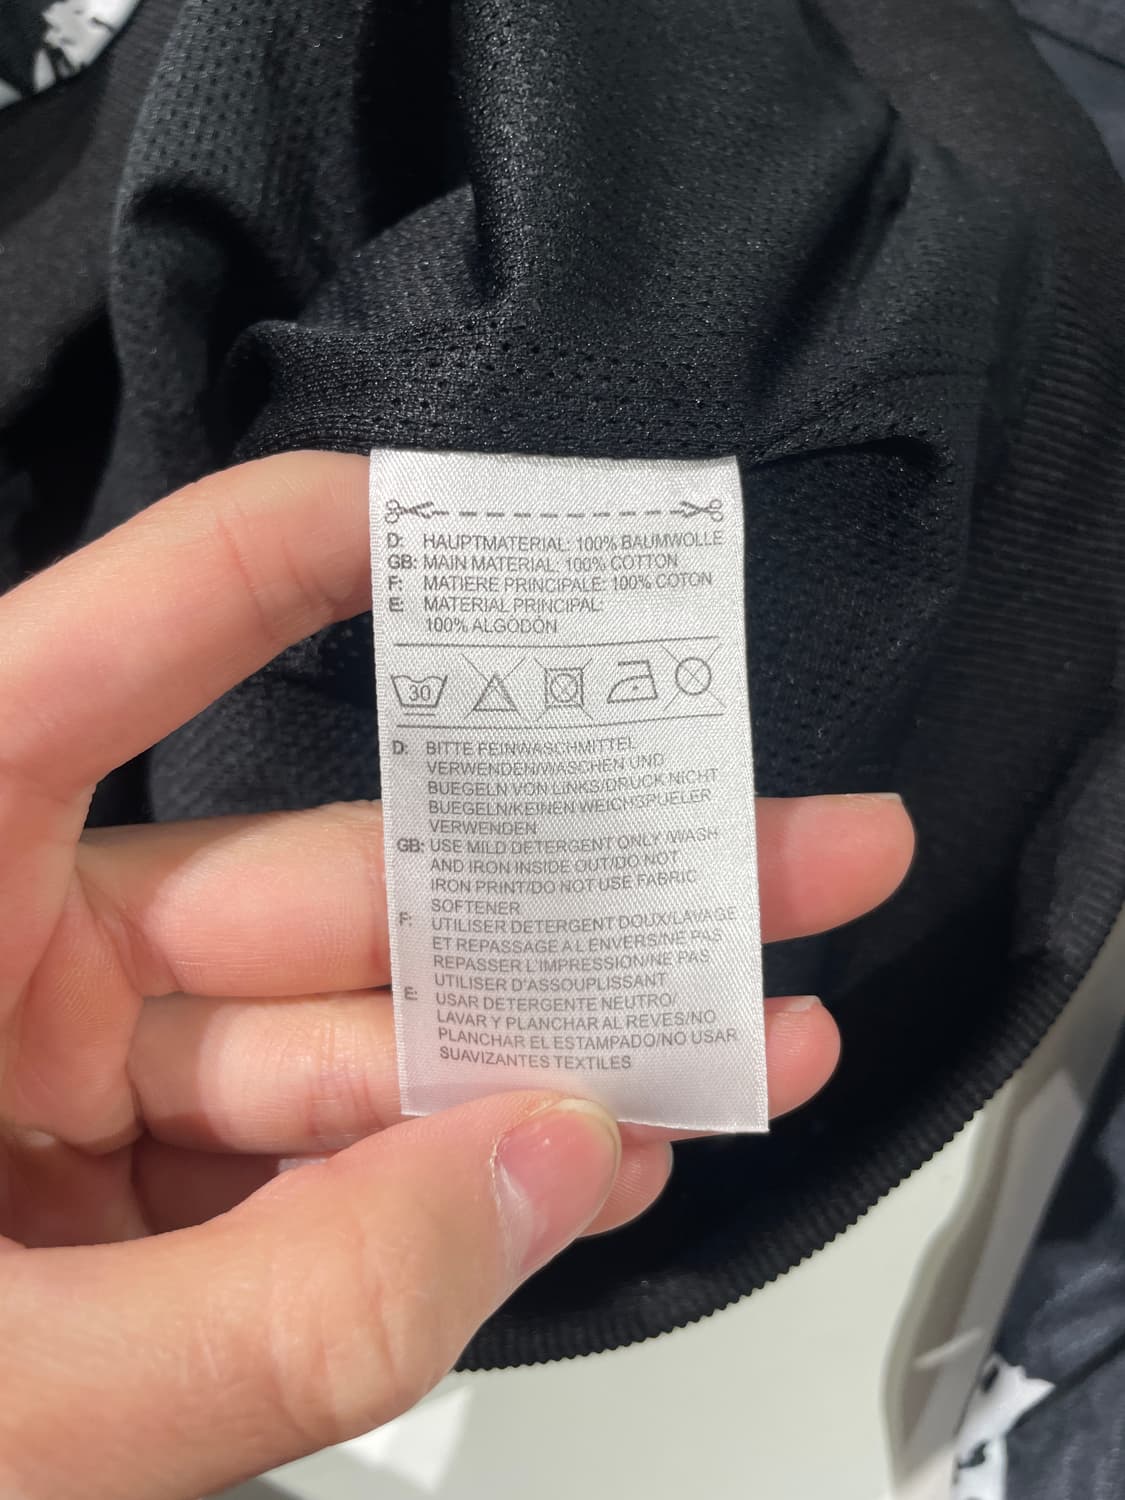 D: HAUPTMATERIAL: 100% BAUMWOLLE
GB: MAIN MATERIAL: 100% COTTON
F: MATIERE PRINCIPALE: 100% COTON
E: MATERIAL PRINCIPAL:
100% ALGODÓN
30
D: BITTE FEINWASCHMITTEL
VERWENDEN/WASCHEN UND
BUEGELN VON LINKS/DRUCK NICHT
BUEGELN/KEINEN WEICHSPUELER
VERWENDEN
GB: USE MILD DETERGENT ONLY/WASH
AND IRON INSIDE OUT/DO NOT
IRON PRINT/DO NOT USE FABRIC
SOFTENER
F: UTILISER DETERGENT DOUX/LAVAGE
ET REPASSAGE A L'ENVERS/NE PAS
REPASSER L'IMPRESSION/NE PAS
UTILISER D'ASSOUPLISSANT
E: USAR DETERGENTE NEUTRO/
LAVAR Y PLANCHAR AL REVES/NO
PLANCHAR EL ESTAMPADO/NO USAR
SUAVIZANTES TEXTILES